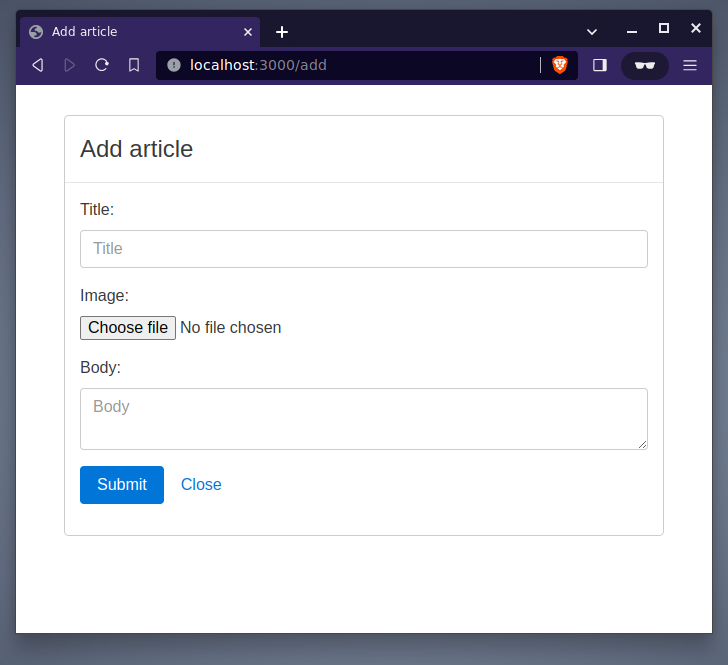 Add article
localhost:3000/add
Add article
Title:
Title
Image:
Choose file No file chosen
Body:
Body
Submit Close